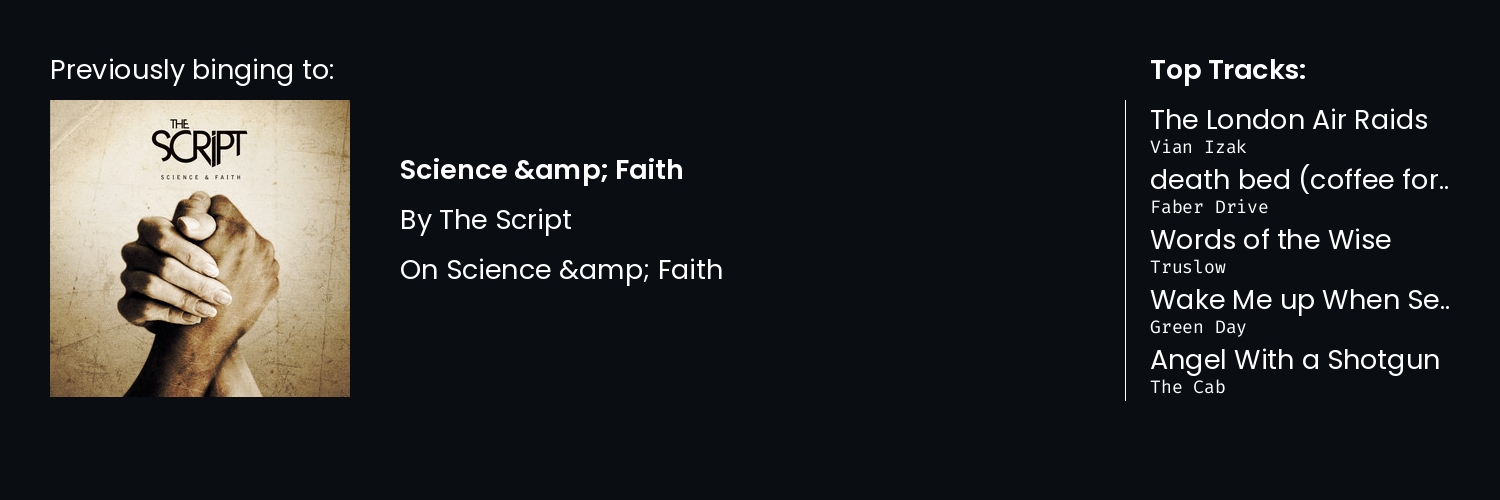 Previously binging to:
THE
SCRIPT
SCIENCE & FAITH
Science &amp; Faith
By The Script
On Science &amp; Faith
Top Tracks:
The London Air Raids
Vian Izak
death bed (coffee for..
Faber Drive
Words of the Wise
Truslow
Wake Me up When Se..
Green Day
Angel With a Shotgun
The Cab